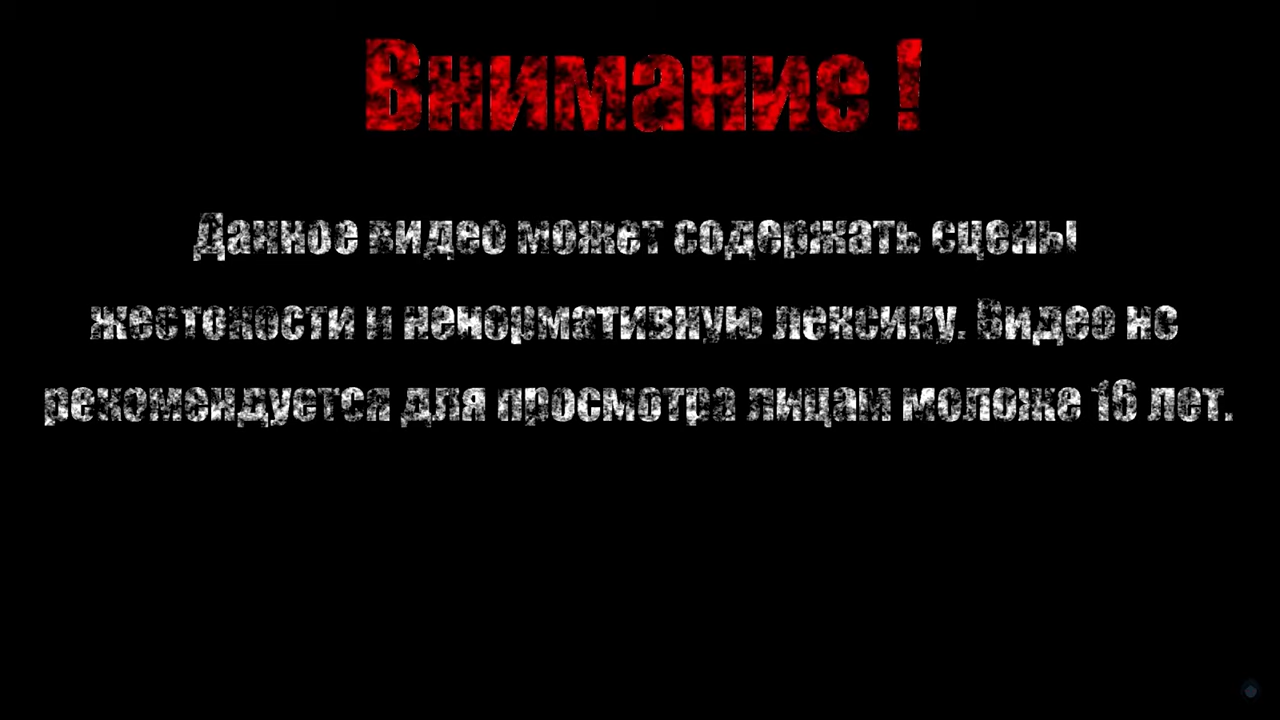 Внимание !
Данное видео может содержать сцены
жестокости и ненормативную лексику. Видео не
рекомендуется для просмотра лицам моложе 16 лет.